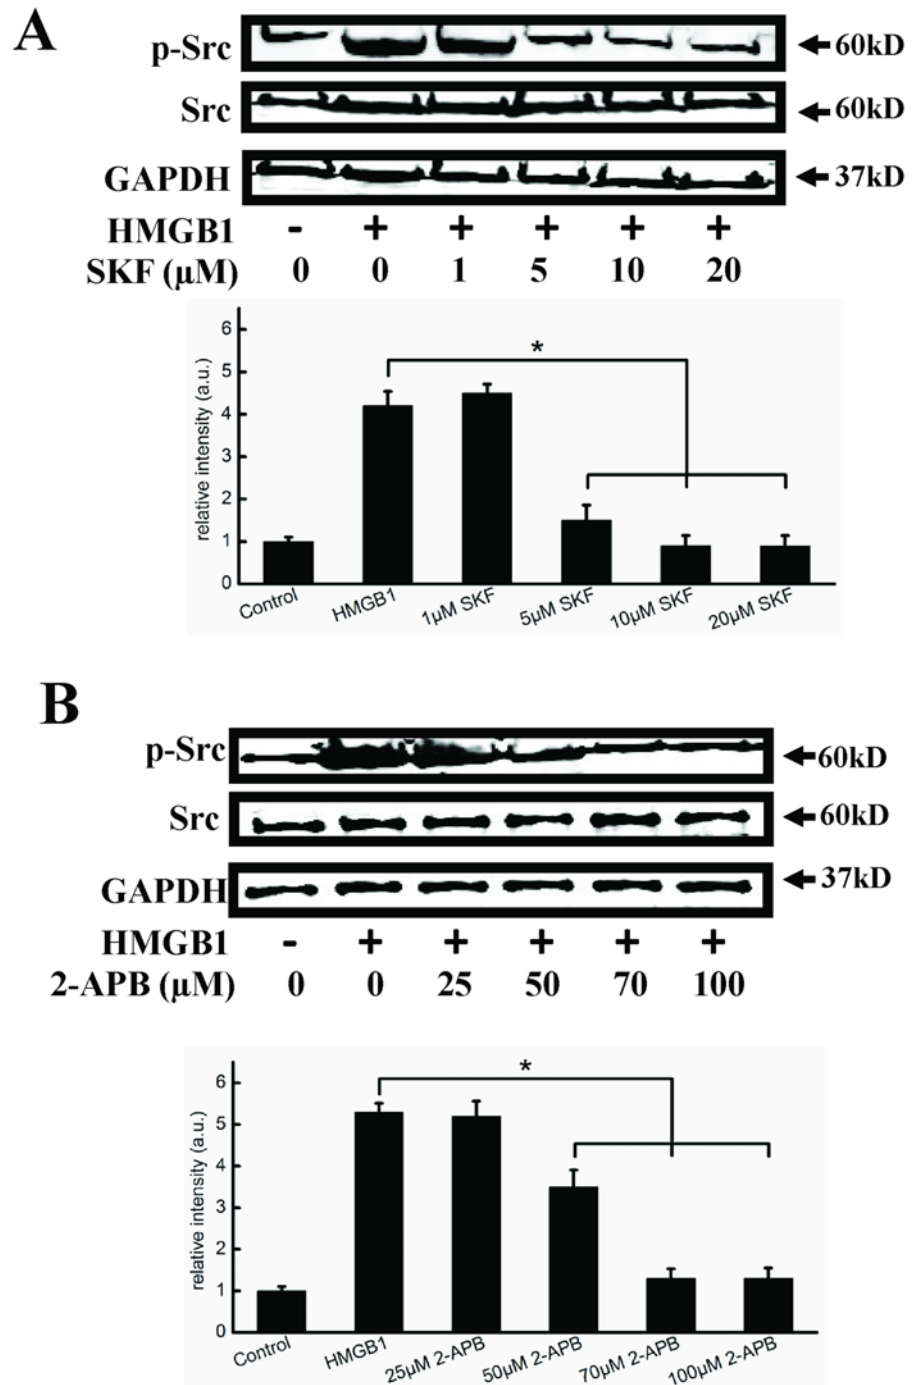 A
p-Src 60kD
Src 60kD
GAPDH 37kD
HMGB1 - + + + + +
SKF (μM) 0 0 1 5 10 20
*
relative intensity (a.u.)
6
5
4
3
2
1
0
Control HMGB1 1μM SKF 5μM SKF 10μM SKF 20μM SKF
B
p-Src 60kD
Src 60kD
GAPDH 37kD
HMGB1 - + + + + +
2-APB (μM) 0 0 25 50 70 100
*
relative intensity (a.u.)
6
5
4
3
2
1
0
Control HMGB1 25μM 2-APB 50μM 2-APB 70μM 2-APB 100μM 2-APB